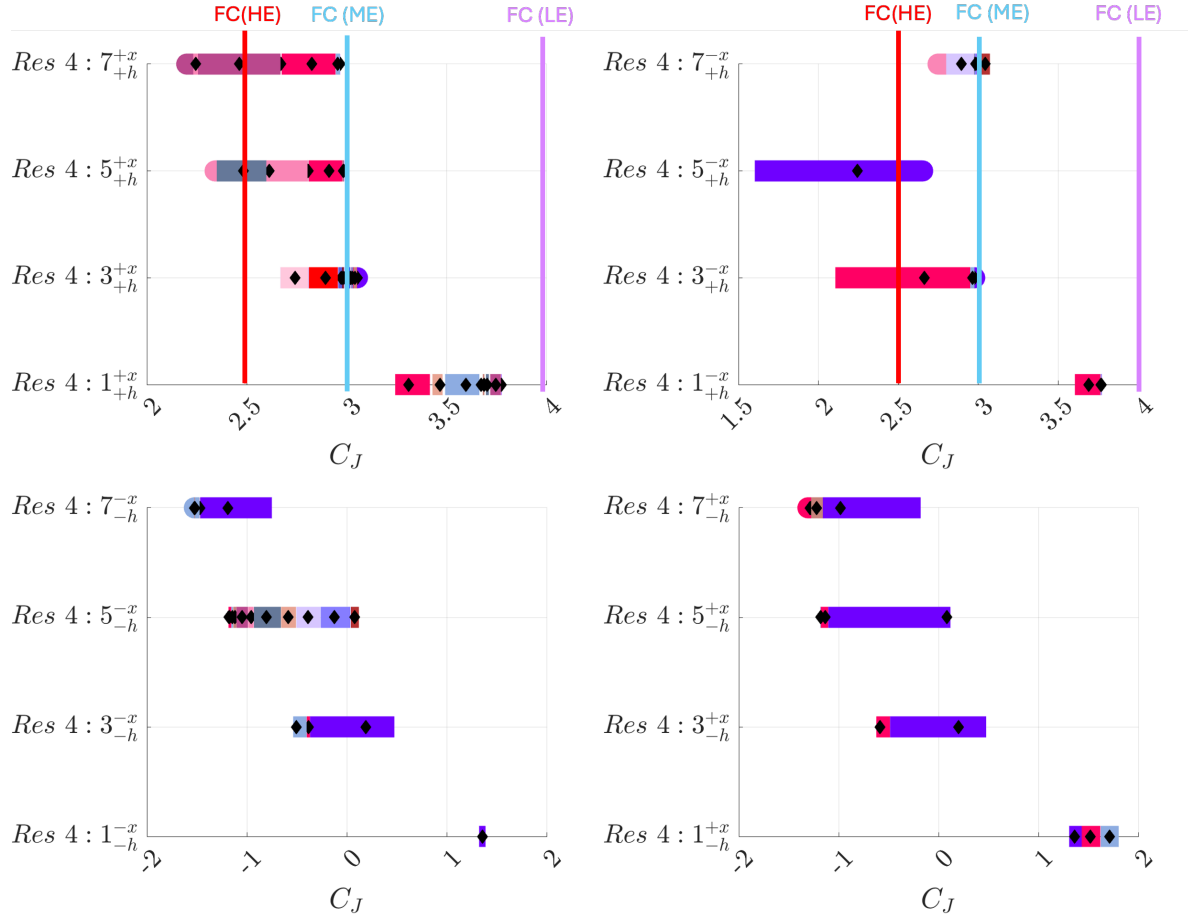 FC(HE) FC (ME) FC (LE)
Res 4 : 7^{+x}_{+h}
Res 4 : 5^{+x}_{+h}
Res 4 : 3^{+x}_{+h}
Res 4 : 1^{+x}_{+h}
2 2.5 3 3.5 4
C_J
FC(HE) FC (ME) FC (LE)
Res 4 : 7^{-x}_{+h}
Res 4 : 5^{-x}_{+h}
Res 4 : 3^{-x}_{+h}
Res 4 : 1^{-x}_{+h}
1.5 2 2.5 3 3.5 4
C_J
Res 4 : 7^{-x}_{-h}
Res 4 : 5^{-x}_{-h}
Res 4 : 3^{-x}_{-h}
Res 4 : 1^{-x}_{-h}
-2 -1 0 1 2
C_J
Res 4 : 7^{+x}_{-h}
Res 4 : 5^{+x}_{-h}
Res 4 : 3^{+x}_{-h}
Res 4 : 1^{+x}_{-h}
-2 -1 0 1 2
C_J